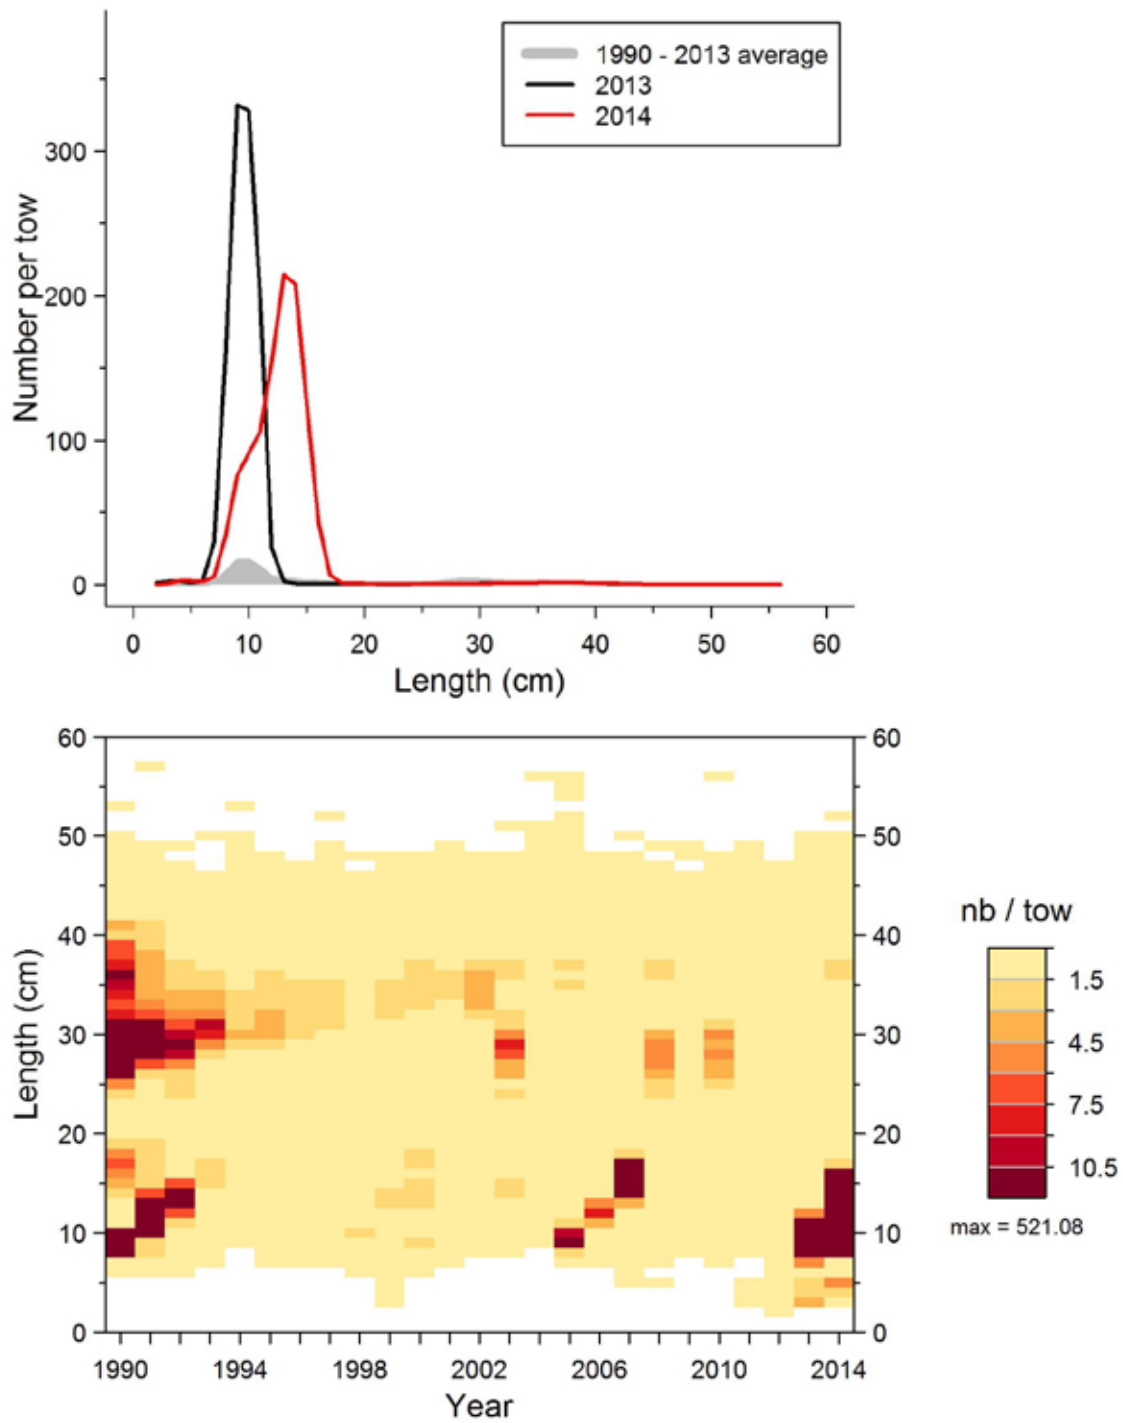 1990 - 2013 average
2013
2014
Number per tow
300
200
100
0
0 10 20 30 40 50 60
Length (cm)
60 60
50 50
40 40
30 30
20 20
10 10
0 0
Length (cm)
1990 1994 1998 2002 2006 2010 2014
Year
nb / tow
1.5
4.5
7.5
10.5
max = 521.08